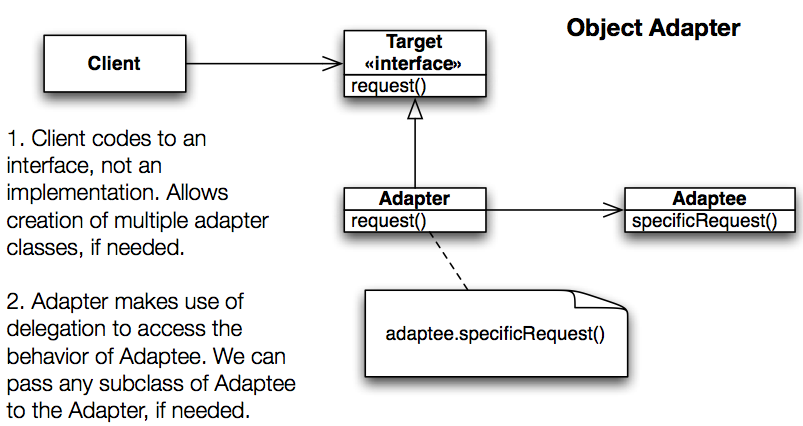 Object Adapter
Client
Target
«interface»
request()
1. Client codes to an
interface, not an
implementation. Allows
creation of multiple adapter
classes, if needed.
Adapter
request()
Adaptee
specificRequest()
2. Adapter makes use of
delegation to access the
behavior of Adaptee. We can
pass any subclass of Adaptee
to the Adapter, if needed.
adaptee.specificRequest()